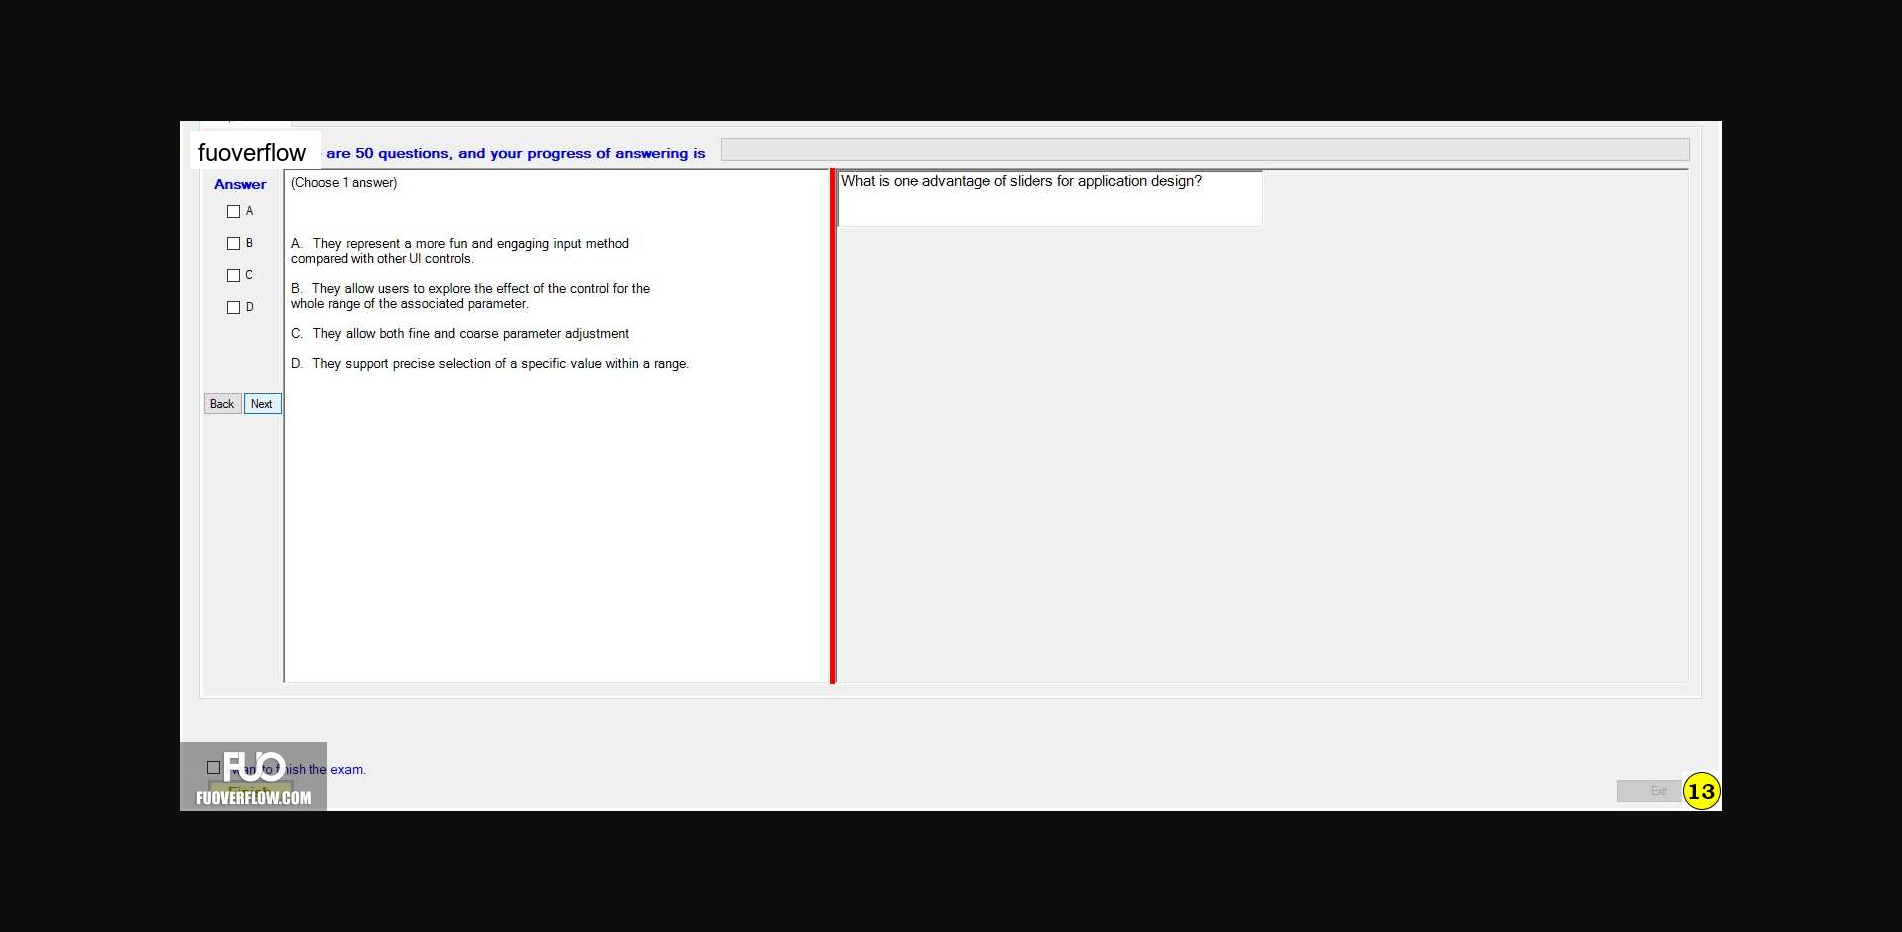 fuoverflow are 50 questions, and your progress of answering is
Answer
A
B
C
D
Back Next
(Choose 1 answer)
A. They represent a more fun and engaging input method
compared with other UI controls.
B. They allow users to explore the effect of the control for the
whole range of the associated parameter.
C. They allow both fine and coarse parameter adjustment
D. They support precise selection of a specific value within a range.
What is one advantage of sliders for application design?
FUO
want to finish the exam.
Finish
FUOVERFLOW.COM
Exit
13